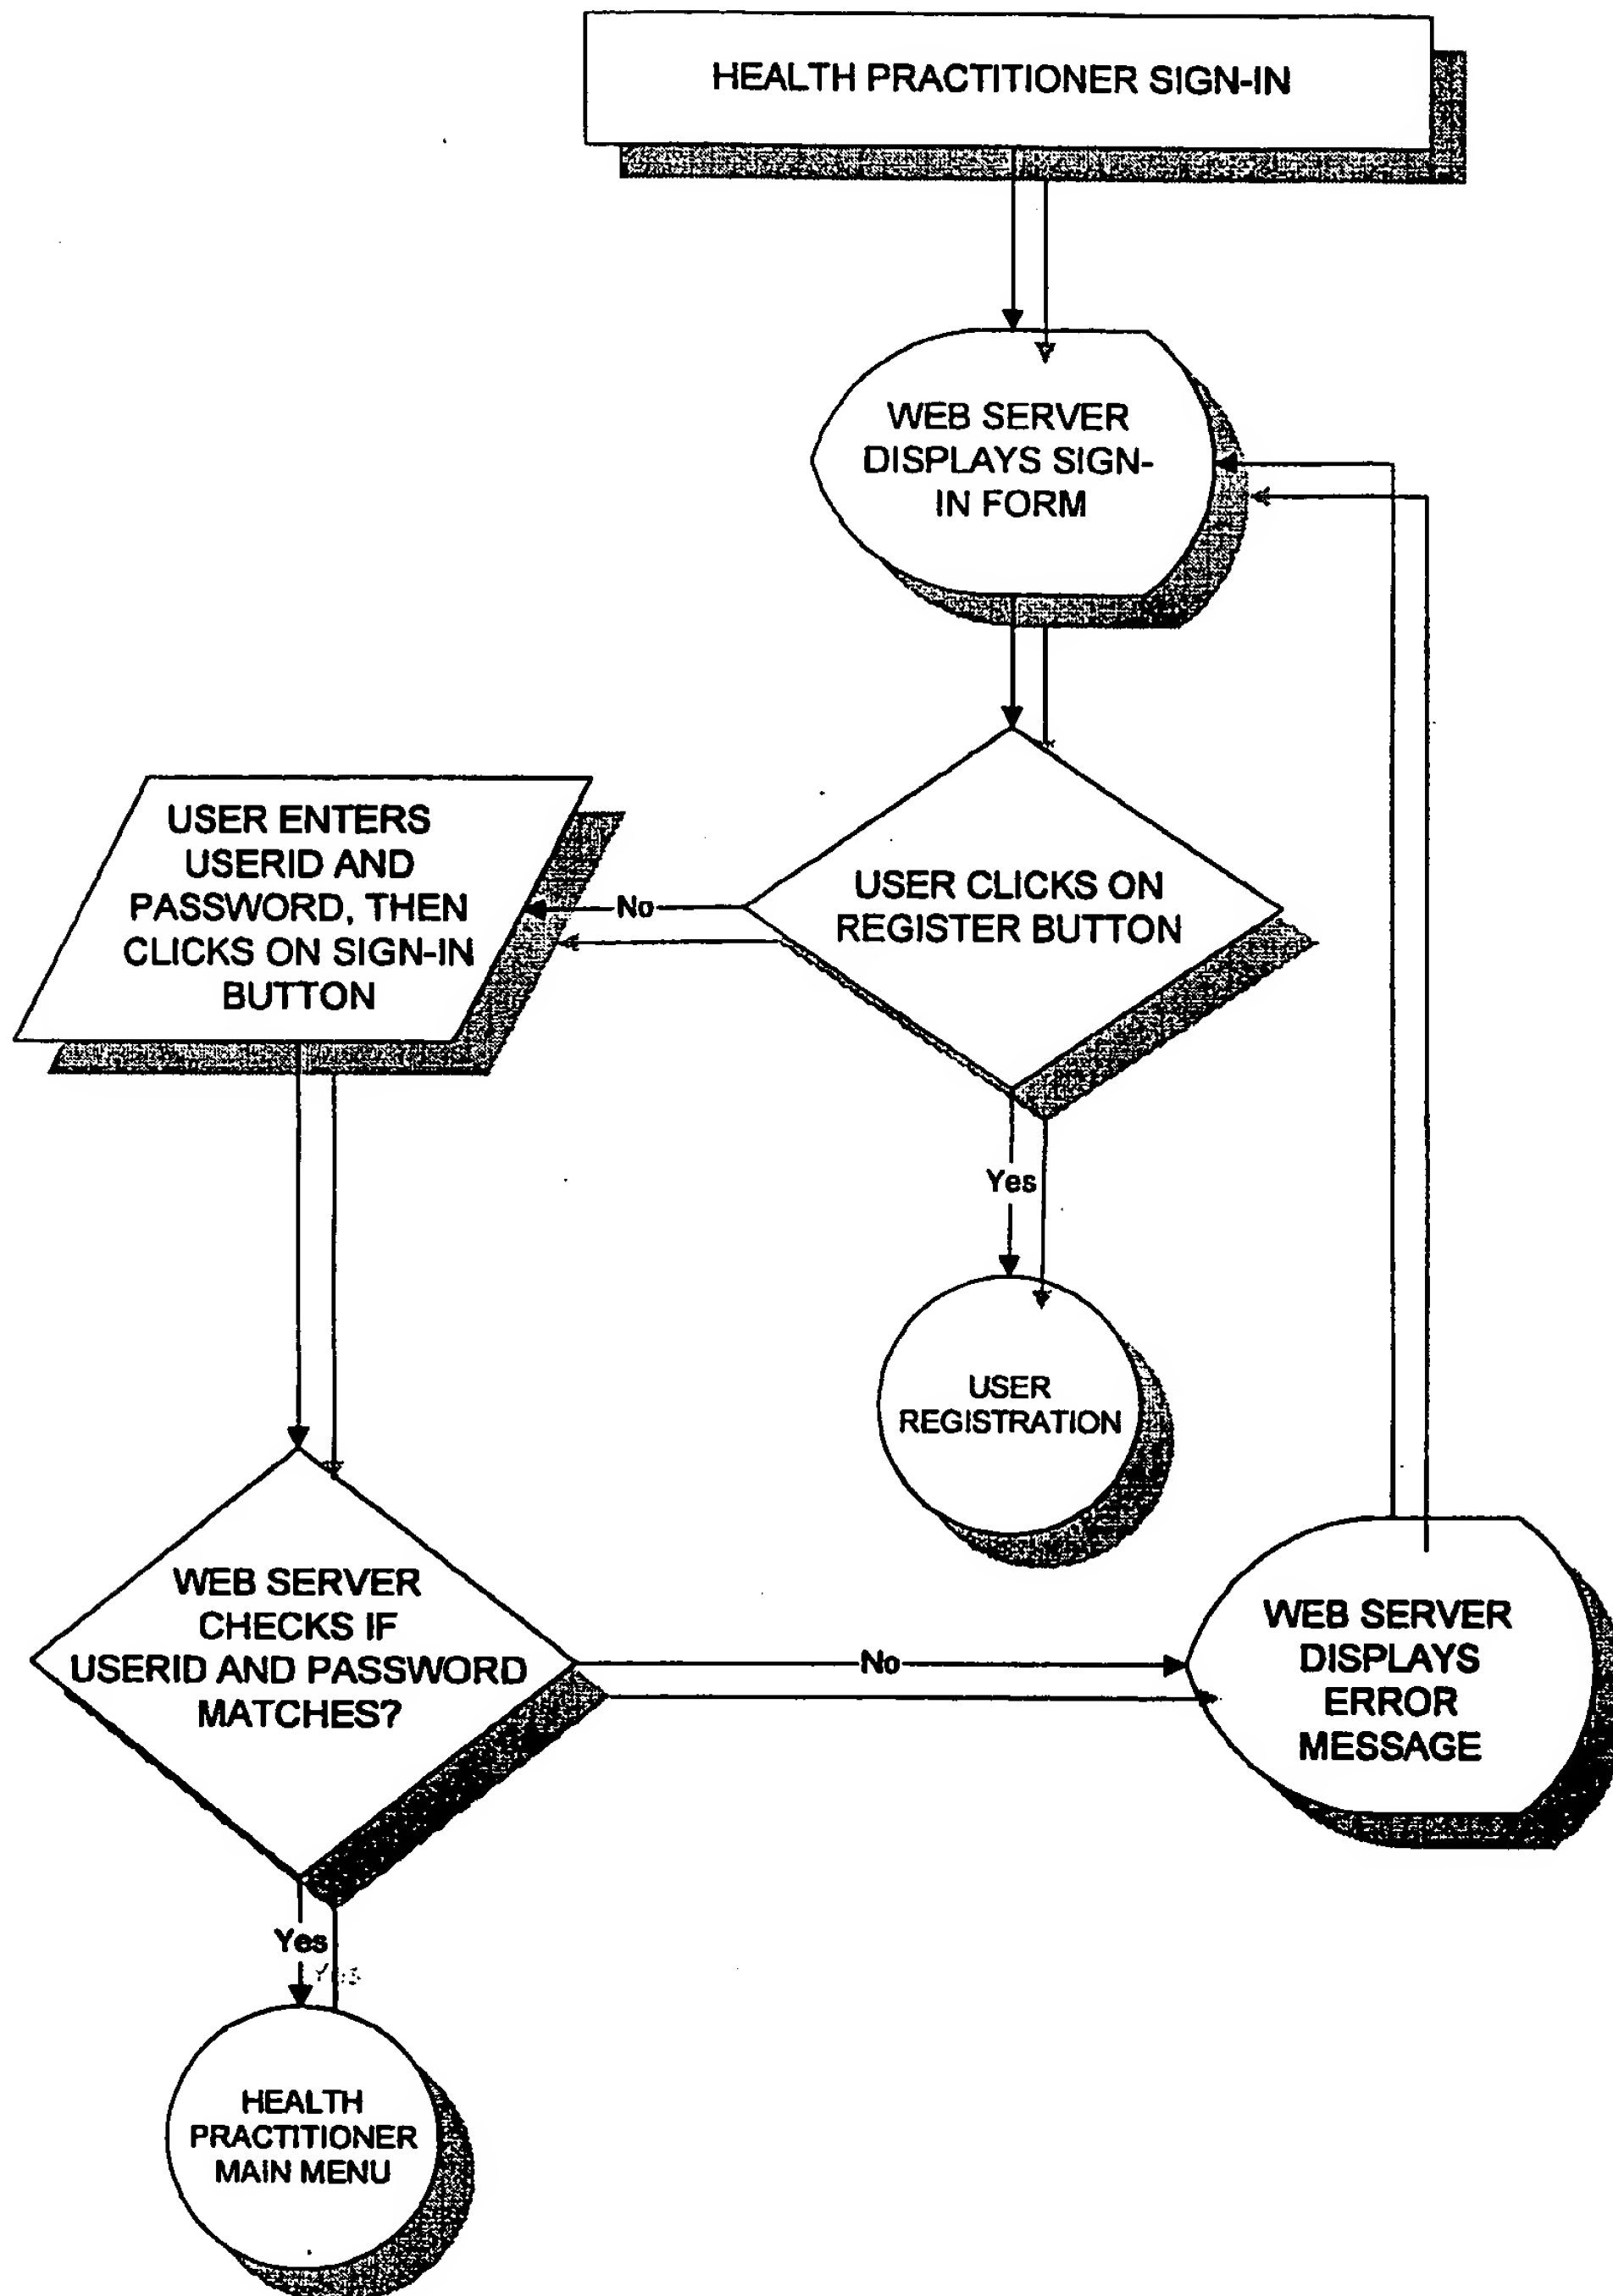 HEALTH PRACTITIONER SIGN-IN
WEB SERVER
DISPLAYS SIGN-
IN FORM
USER ENTERS
USERID AND
PASSWORD, THEN
CLICKS ON SIGN-IN
BUTTON
No
USER CLICKS ON
REGISTER BUTTON
Yes
USER
REGISTRATION
WEB SERVER
CHECKS IF
USERID AND PASSWORD
MATCHES?
No
WEB SERVER
DISPLAYS
ERROR
MESSAGE
Yes
Yes
HEALTH
PRACTITIONER
MAIN MENU